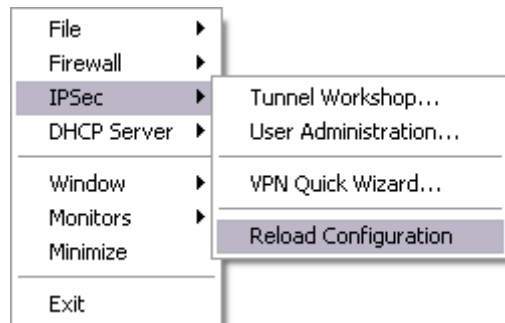 File
Firewall
IPSec
DHCP Server
Window
Monitors
Minimize
Exit
Tunnel Workshop...
User Administration...
VPN Quick Wizard...
Reload Configuration